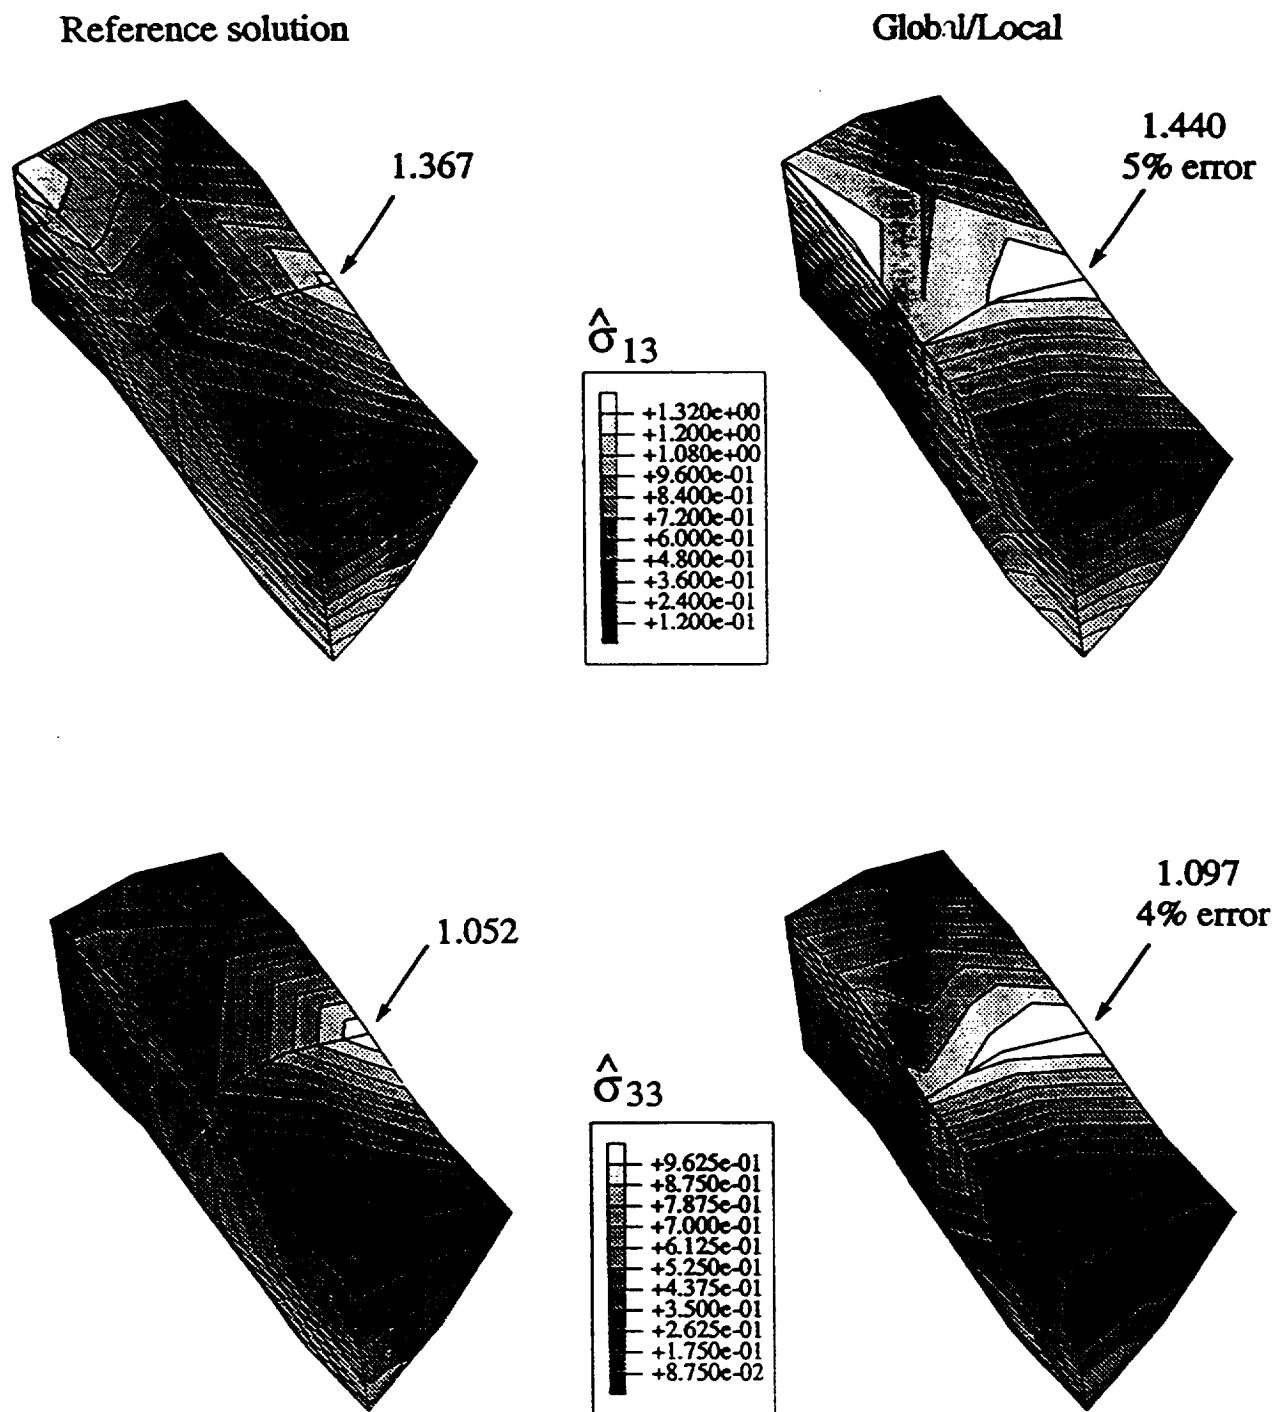 Reference solution
Global/Local
1.367
1.440
5% error
σ̂13
+1.320e+00
+1.200e+00
+1.080e+00
+9.600e-01
+8.400e-01
+7.200e-01
+6.000e-01
+4.800e-01
+3.600e-01
+2.400e-01
+1.200e-01
1.052
1.097
4% error
σ̂33
+9.625e-01
+8.750e-01
+7.875e-01
+7.000e-01
+6.125e-01
+5.250e-01
+4.375e-01
+3.500e-01
+2.625e-01
+1.750e-01
+8.750e-02